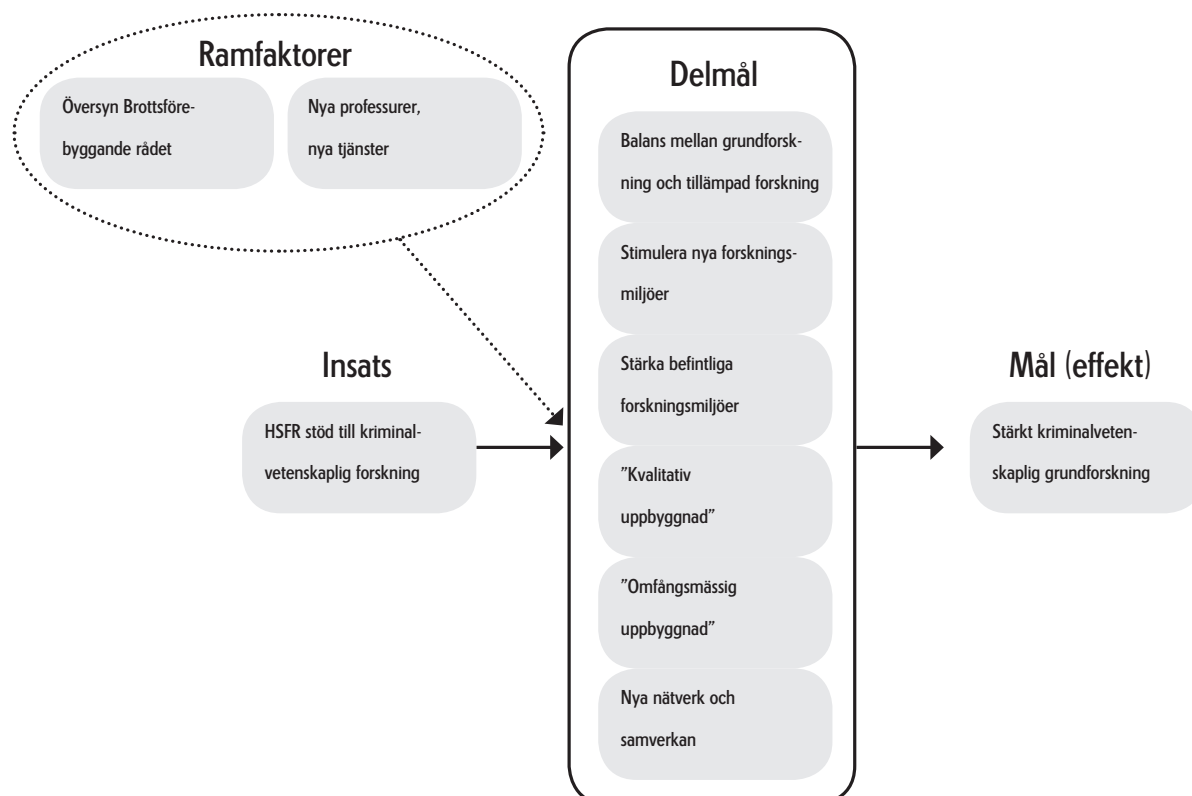 Ramfaktorer
Översyn Brottsföre-
byggande rådet
Nya professurer,
nya tjänster
Insats
HSFR stöd till kriminal-
vetenskaplig forskning
Delmål
Balans mellan grundforsk-
ning och tillämpad forskning
Stimulera nya forsknings-
miljöer
Stärka befintliga
forskningsmiljöer
”Kvalitativ
uppbyggnad”
”Omfångsmässig
uppbyggnad”
Nya nätverk och
samverkan
Mål (effekt)
Stärkt kriminalveten-
skaplig grundforskning